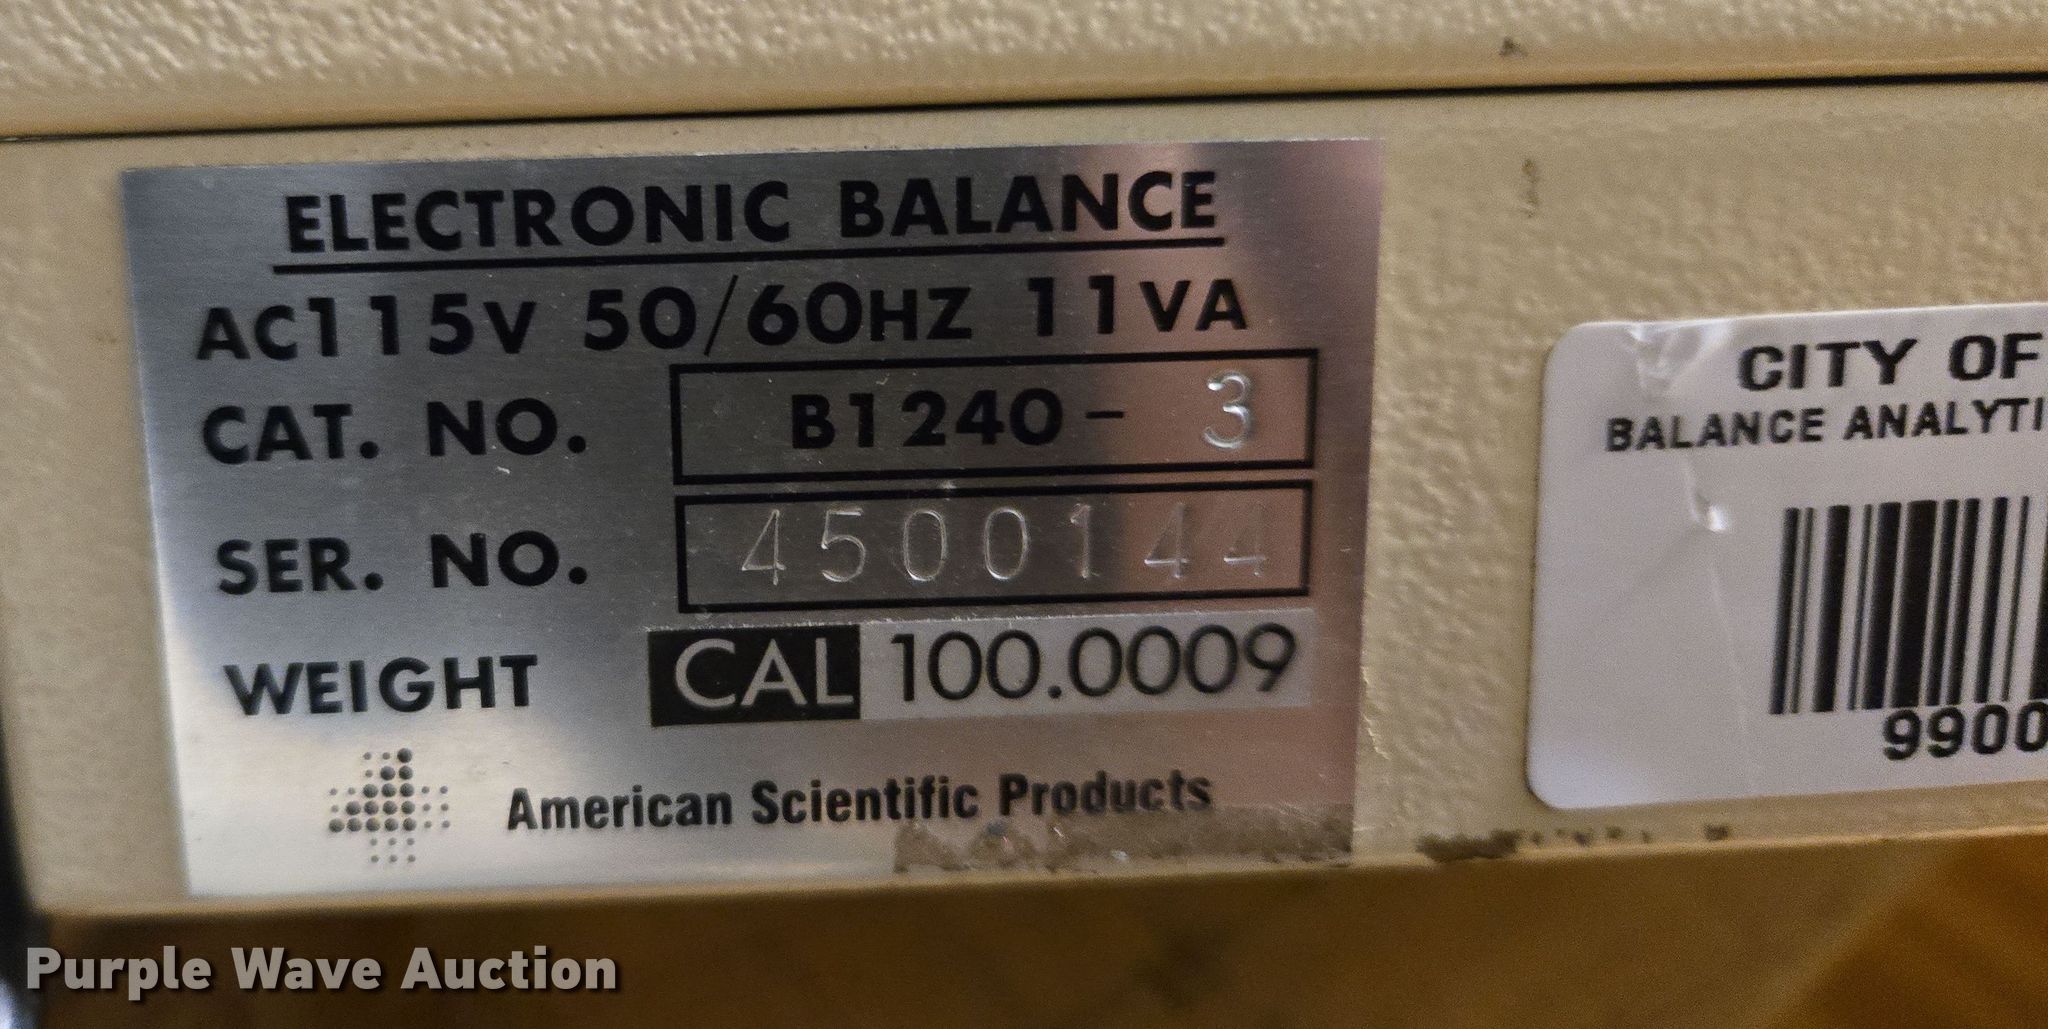 ELECTRONIC BALANCE
AC115V 50/60HZ 11VA
CAT. NO. B1240- 3
SER. NO. 4500144
WEIGHT CAL 100.0009
American Scientific Products
CITY OF
BALANCE ANALYTI
9900
Purple Wave Auction